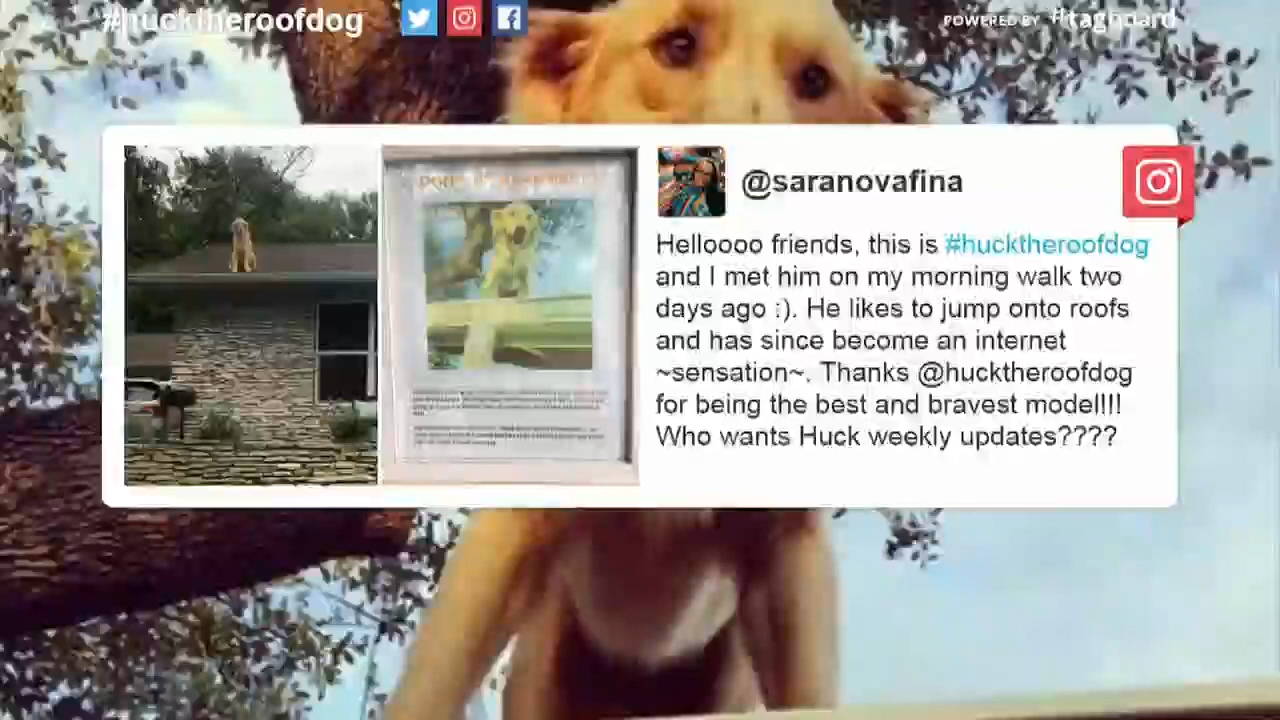 #hucktheroofdog
POWERED BY #tagboard
@saranovafina
Helloooo friends, this is #hucktheroofdog
and I met him on my morning walk two
days ago :). He likes to jump onto roofs
and has since become an internet
~sensation~. Thanks @hucktheroofdog
for being the best and bravest model!!!!
Who wants Huck weekly updates????